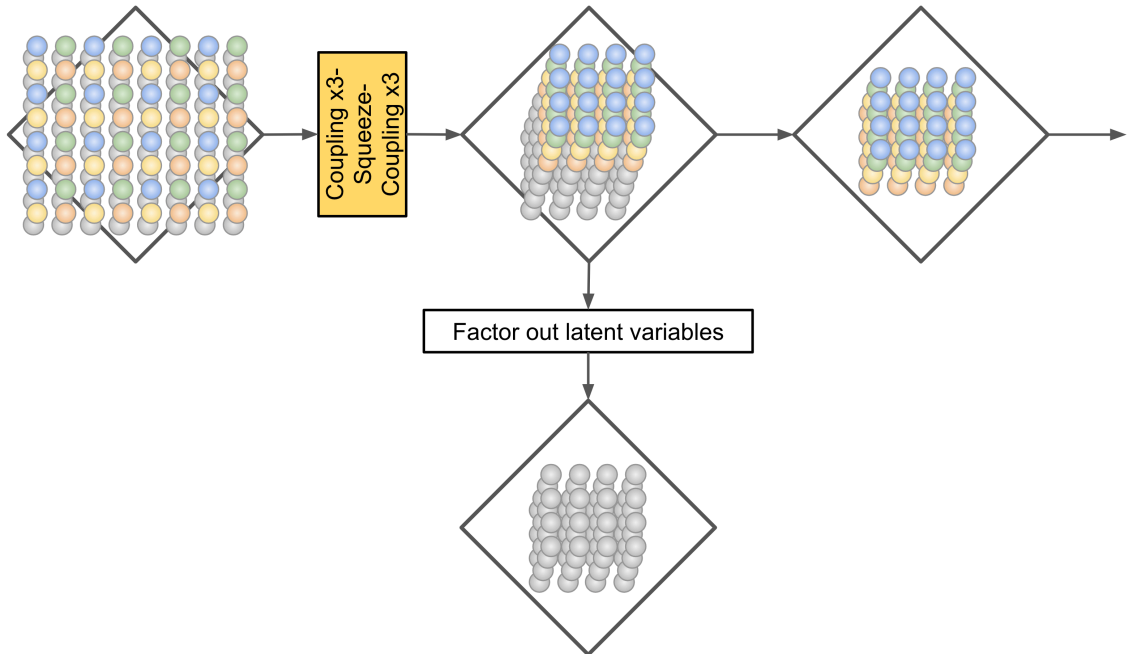 Coupling x3-
Squeeze-
Coupling x3
Factor out latent variables